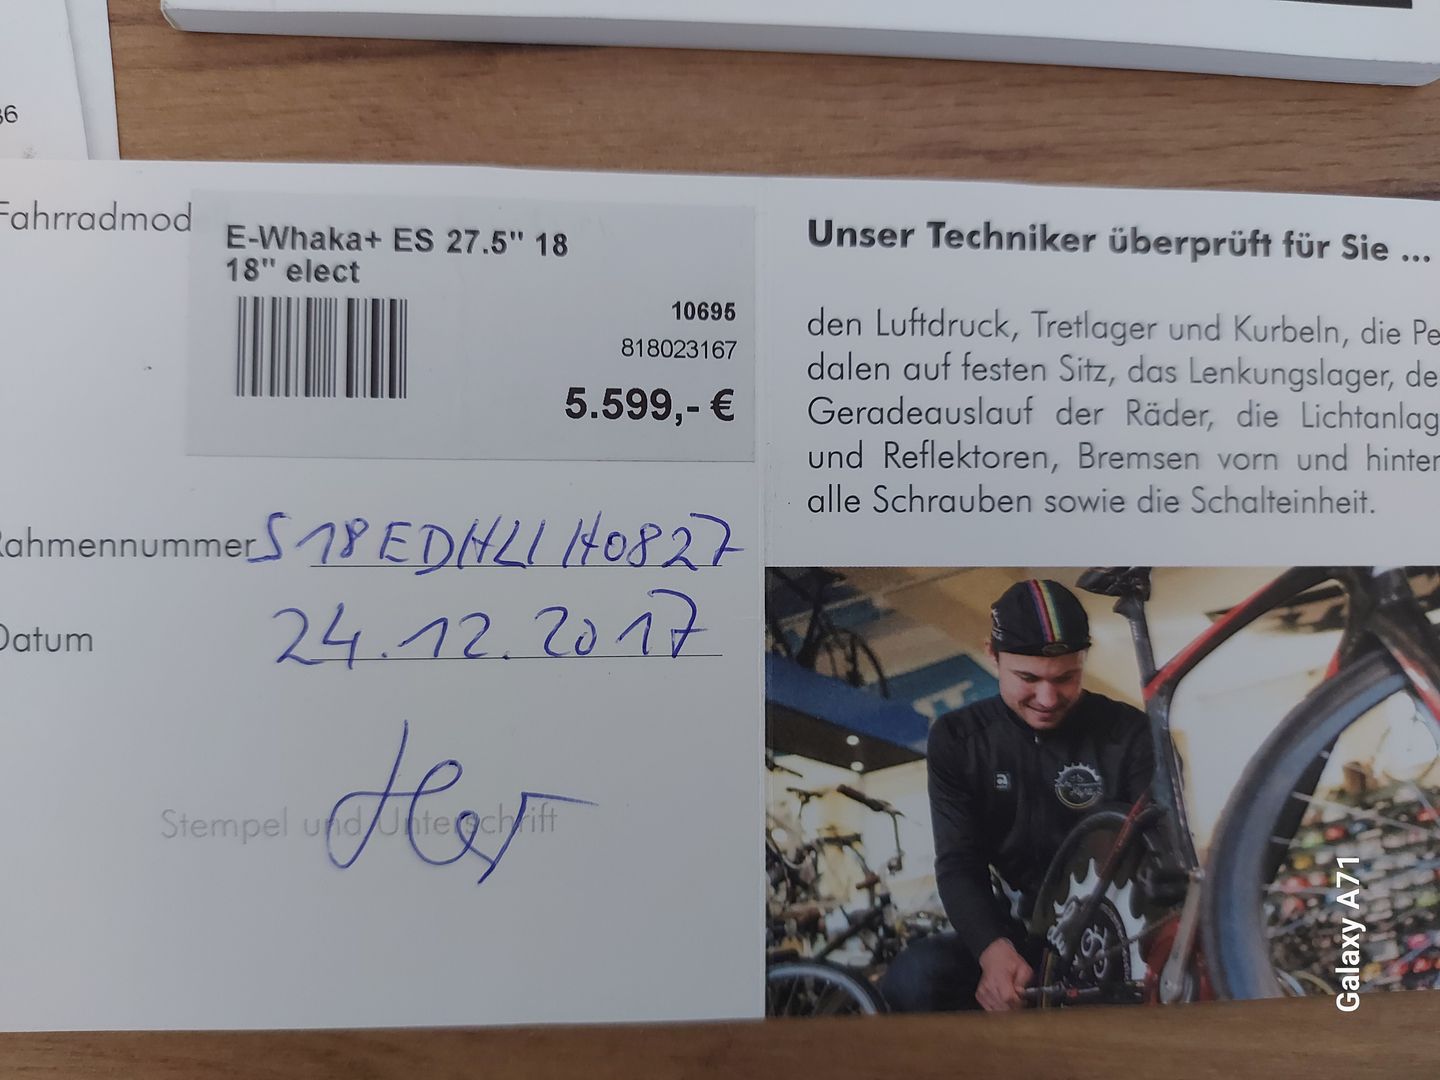 36
Fahrradmod
E-Whaka+ ES 27.5" 18
18" elect
10695
818023167
5.599,- €
Rahmennummer S18EDHLI H0827
Datum 24.12.2017
Stempel und Unterschrift
Unser Techniker überprüft für Sie ...
den Luftdruck, Tretlager und Kurbeln, die Pe
dalen auf festen Sitz, das Lenkungslager, de
Geradeauslauf der Räder, die Lichtanlag
und Reflektoren, Bremsen vorn und hinten
alle Schrauben sowie die Schalteinheit.
Galaxy A71